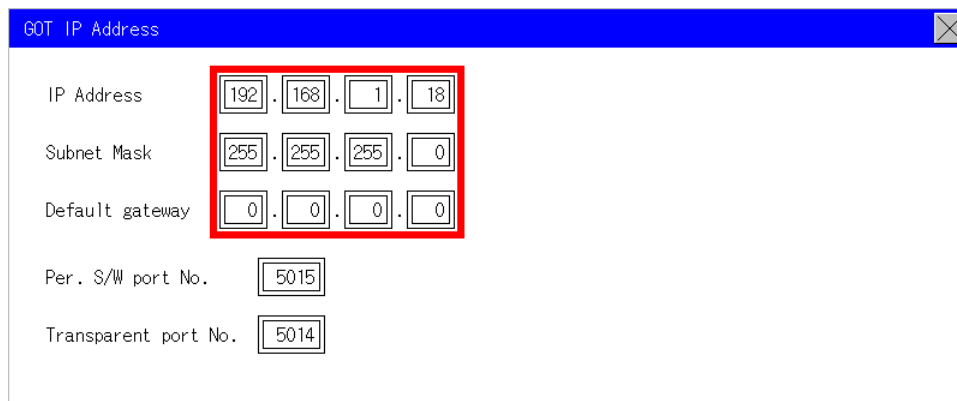 GOT IP Address
IP Address 192. 168. 1. 18
Subnet Mask 255. 255. 255. 0
Default gateway 0. 0. 0. 0
Per. S/W port No. 5015
Transparent port No. 5014